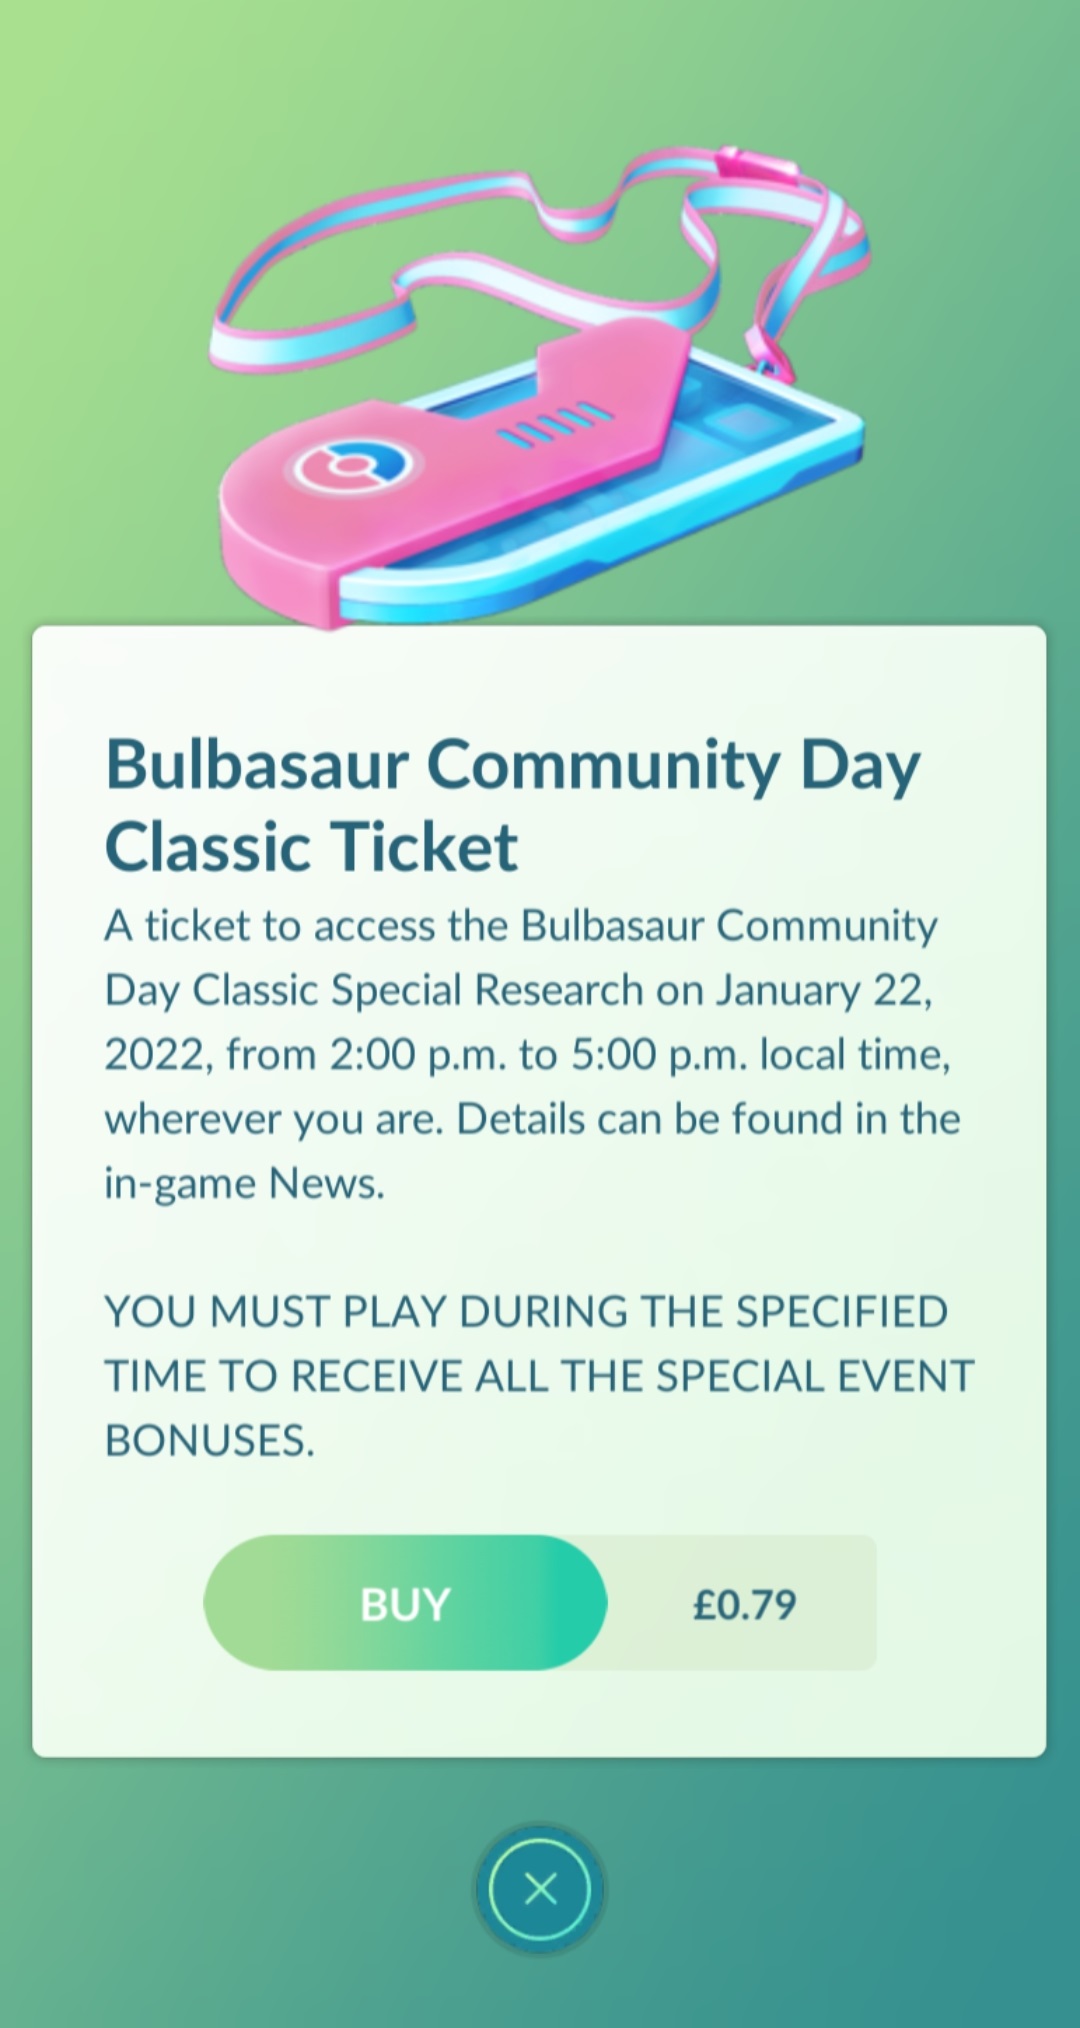 Bulbasaur Community Day
Classic Ticket
A ticket to access the Bulbasaur Community
Day Classic Special Research on January 22,
2022, from 2:00 p.m. to 5:00 p.m. local time,
wherever you are. Details can be found in the
in-game News.
YOU MUST PLAY DURING THE SPECIFIED
TIME TO RECEIVE ALL THE SPECIAL EVENT
BONUSES.
BUY £0.79